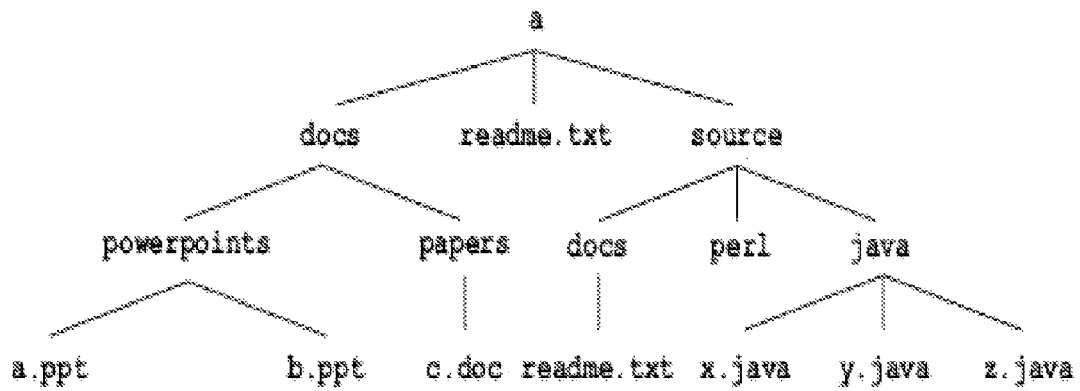 a
docs readme.txt source
powerpoints papers docs perl java
a.ppt b.ppt c.doc readme.txt x.java y.java z.java